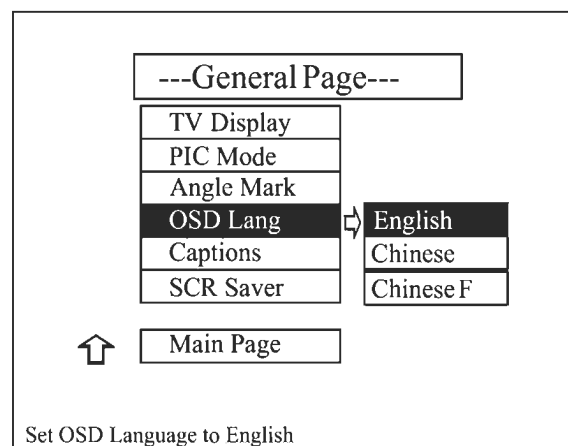 ---General Page---
TV Display
PIC Mode
Angle Mark
OSD Lang
English
Captions
Chinese
SCR Saver
Chinese F
Main Page
Set OSD Language to English